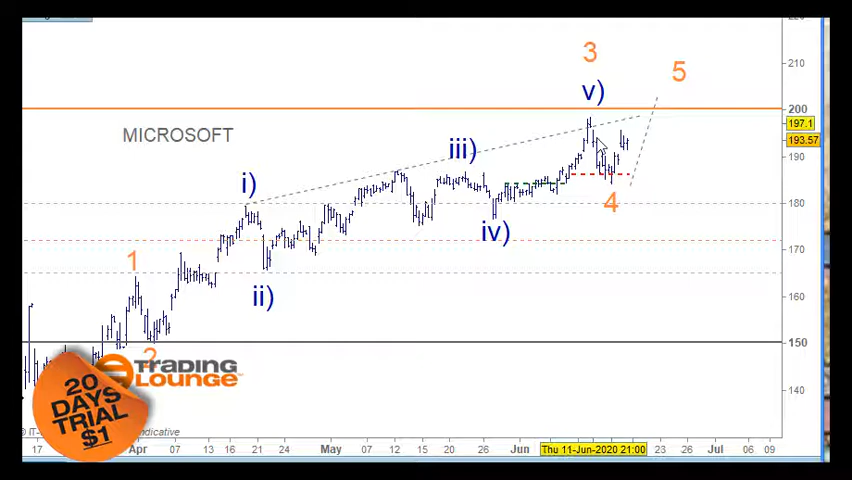 3
5
v)
200
197.1
193.57
MICROSOFT
210
190
iii)
i)
180
4
iv)
170
1
ii)
160
150
2
TRADING
LOUNGE
140
20
DAYS
TRIAL
$1
17
Apr
07
13
16
21
24
May
07
12
15
20
26
Jun
Thu 11-Jun-2020 21:00
23
26
Jul
09